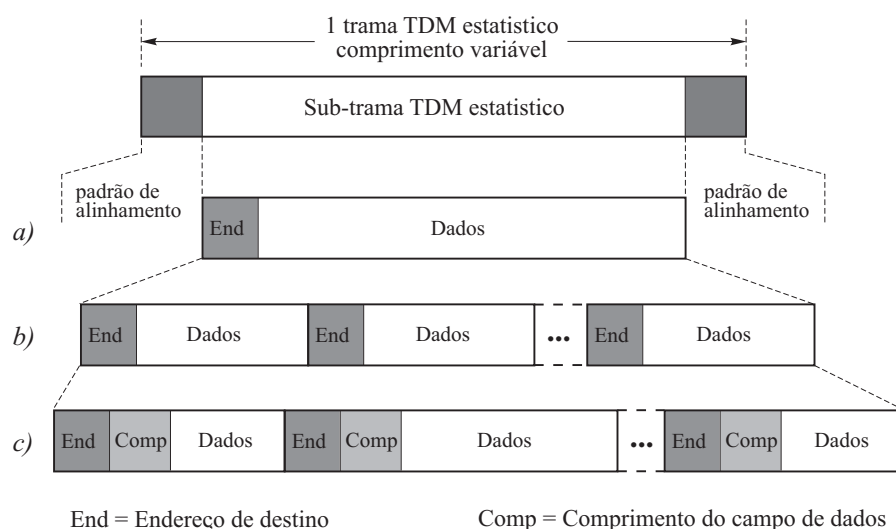 1 trama TDM estatistico
comprimento variável
Sub-trama TDM estatistico
padrão de
alinhamento
padrão de
alinhamento
a)
End Dados
b)
End Dados End Dados ... End Dados
c)
End Comp Dados End Comp Dados ... End Comp Dados
End = Endereço de destino
Comp = Comprimento do campo de dados